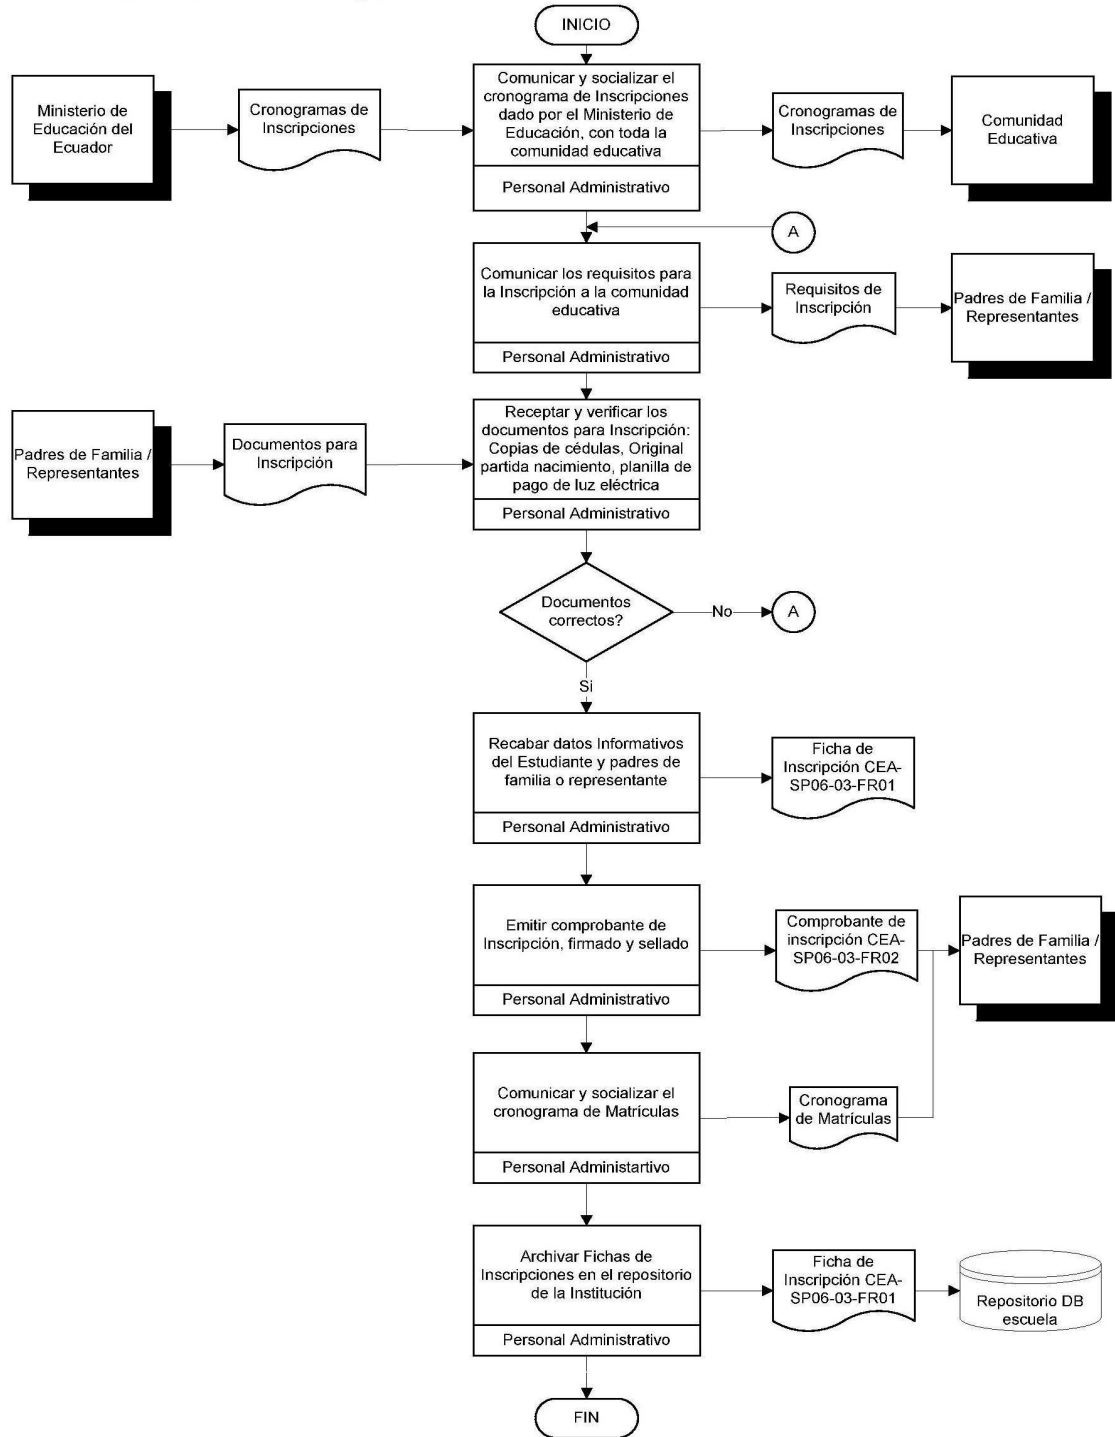 INICIO
Ministerio de
Educación del
Ecuador
Cronogramas de
Inscripciones
Comunicar y socializar el
cronograma de Inscripciones
dado por el Ministerio de
Educación, con toda la
comunidad educativa
Personal Administrativo
Cronogramas de
Inscripciones
Comunidad
Educativa
A
Comunicar los requisitos para
la Inscripción a la comunidad
educativa
Personal Administrativo
Requisitos de
Inscripción
Padres de Familia /
Representantes
Padres de Familia /
Representantes
Documentos para
Inscripción
Receptar y verificar los
documentos para Inscripción:
Copias de cédulas, Original
partida nacimiento, planilla de
pago de luz eléctrica
Personal Administrativo
Documentos
correctos?
No
A
Si
Recabar datos Informativos
del Estudiante y padres de
familia o representante
Personal Administrativo
Ficha de
Inscripción CEA-
SP06-03-FR01
Emitir comprobante de
Inscripción, firmado y sellado
Personal Administrativo
Comprobante de
inscripción CEA-
SP06-03-FR02
Padres de Familia /
Representantes
Comunicar y socializar el
cronograma de Matrículas
Personal Administartivo
Cronograma
de Matrículas
Archivar Fichas de
Inscripciones en el repositorio
de la Institución
Personal Administrativo
Ficha de
Inscripción CEA-
SP06-03-FR01
Repositorio DB
escuela
FIN